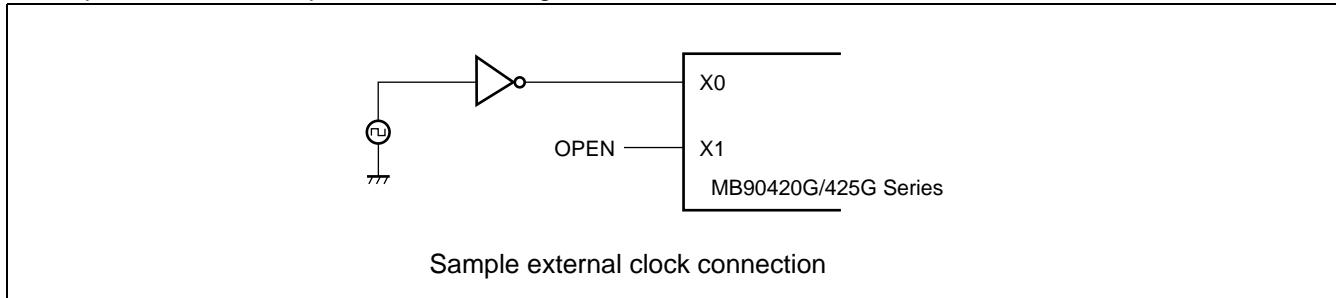 X0
OPEN
X1
MB90420G/425G Series
Sample external clock connection